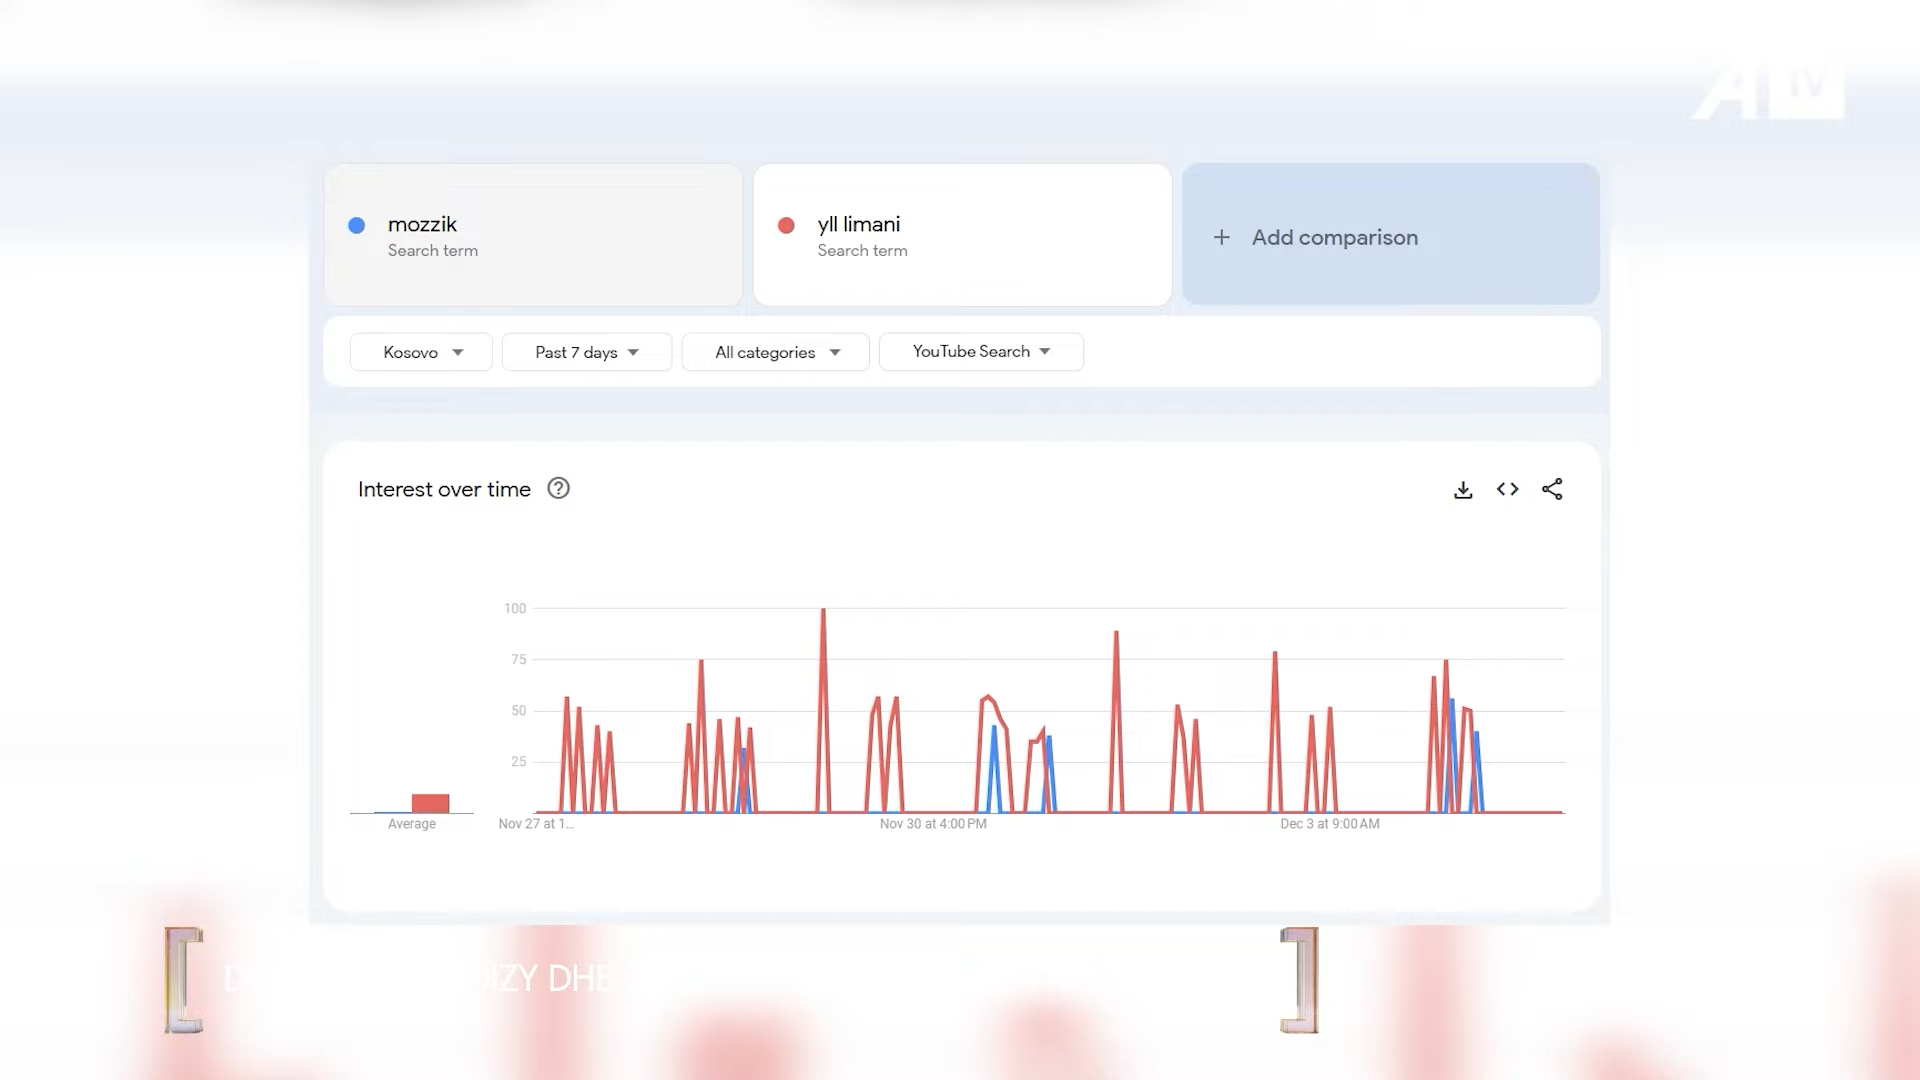 mozzik
Search term
yll limani
Search term
+ Add comparison
Kosovo
Past 7 days
All categories
YouTube Search
Interest over time
100
75
50
25
Average
Nov 27 at 1...
Nov 30 at 4:00 PM
Dec 3 at 9:00 AM
DHE